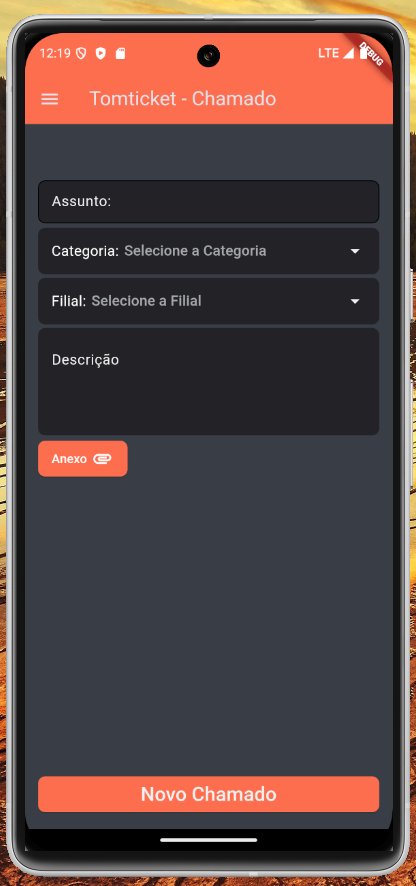 12:19 LTE DEBUG
Tomticket - Chamado
Assunto:
Categoria: Selecione a Categoria
Filial: Selecione a Filial
Descrição
Anexo
Novo Chamado